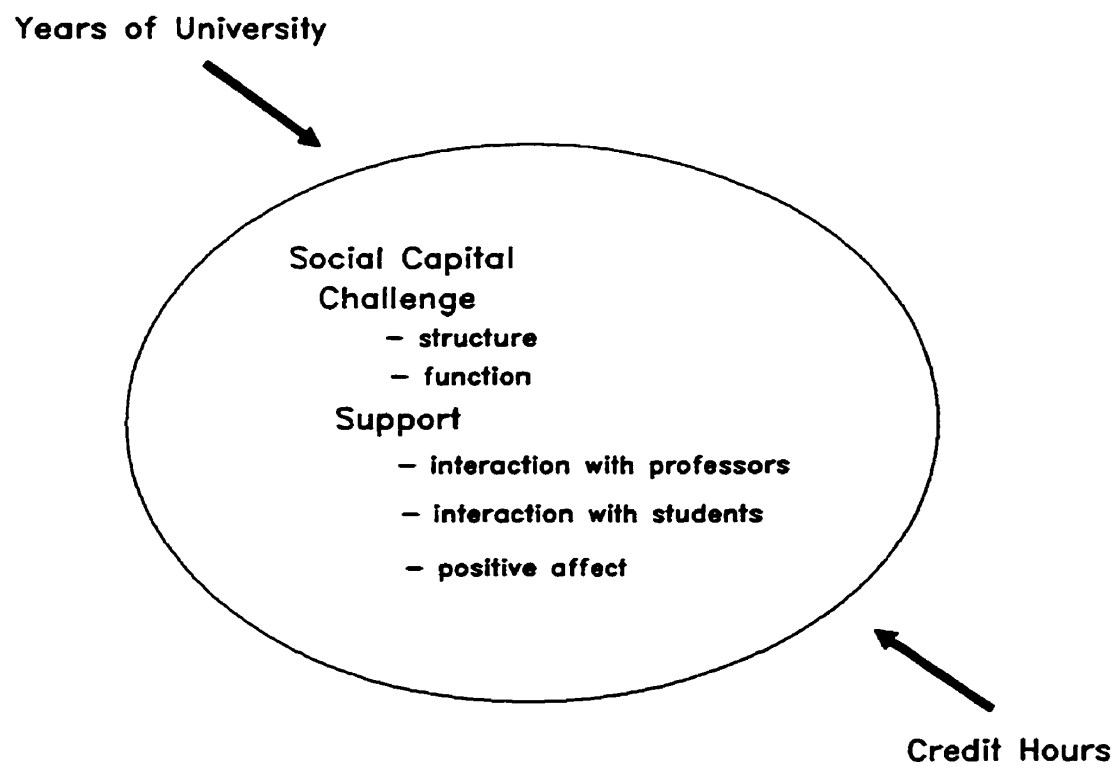 Years of University
Social Capital
Challenge
– structure
– function
Support
– interaction with professors
– interaction with students
– positive affect
Credit Hours